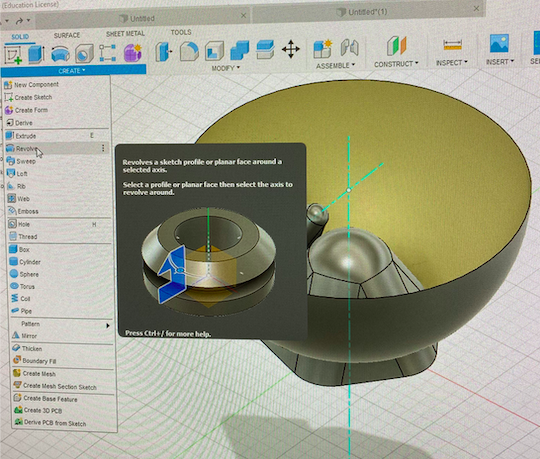 (Education License)
Untitled
Untitled*(1)
SOLID
SURFACE
SHEET METAL
TOOLS
CREATE
MODIFY
ASSEMBLE
CONSTRUCT
INSPECT
INSERT
New Component
Create Sketch
Create Form
Derive
Extrude E
Revolve
Sweep
Loft
Rib
Web
Emboss
Hole H
Thread
Box
Cylinder
Sphere
Torus
Coil
Pipe
Pattern
Mirror
Thicken
Boundary Fill
Create Mesh
Create Mesh Section Sketch
Create Base Feature
Create 3D PCB
Derive PCB from Sketch
Revolves a sketch profile or planar face around a
selected axis.
Select a profile or planar face then select the axis to
revolve around.
Press Ctrl+/ for more help.